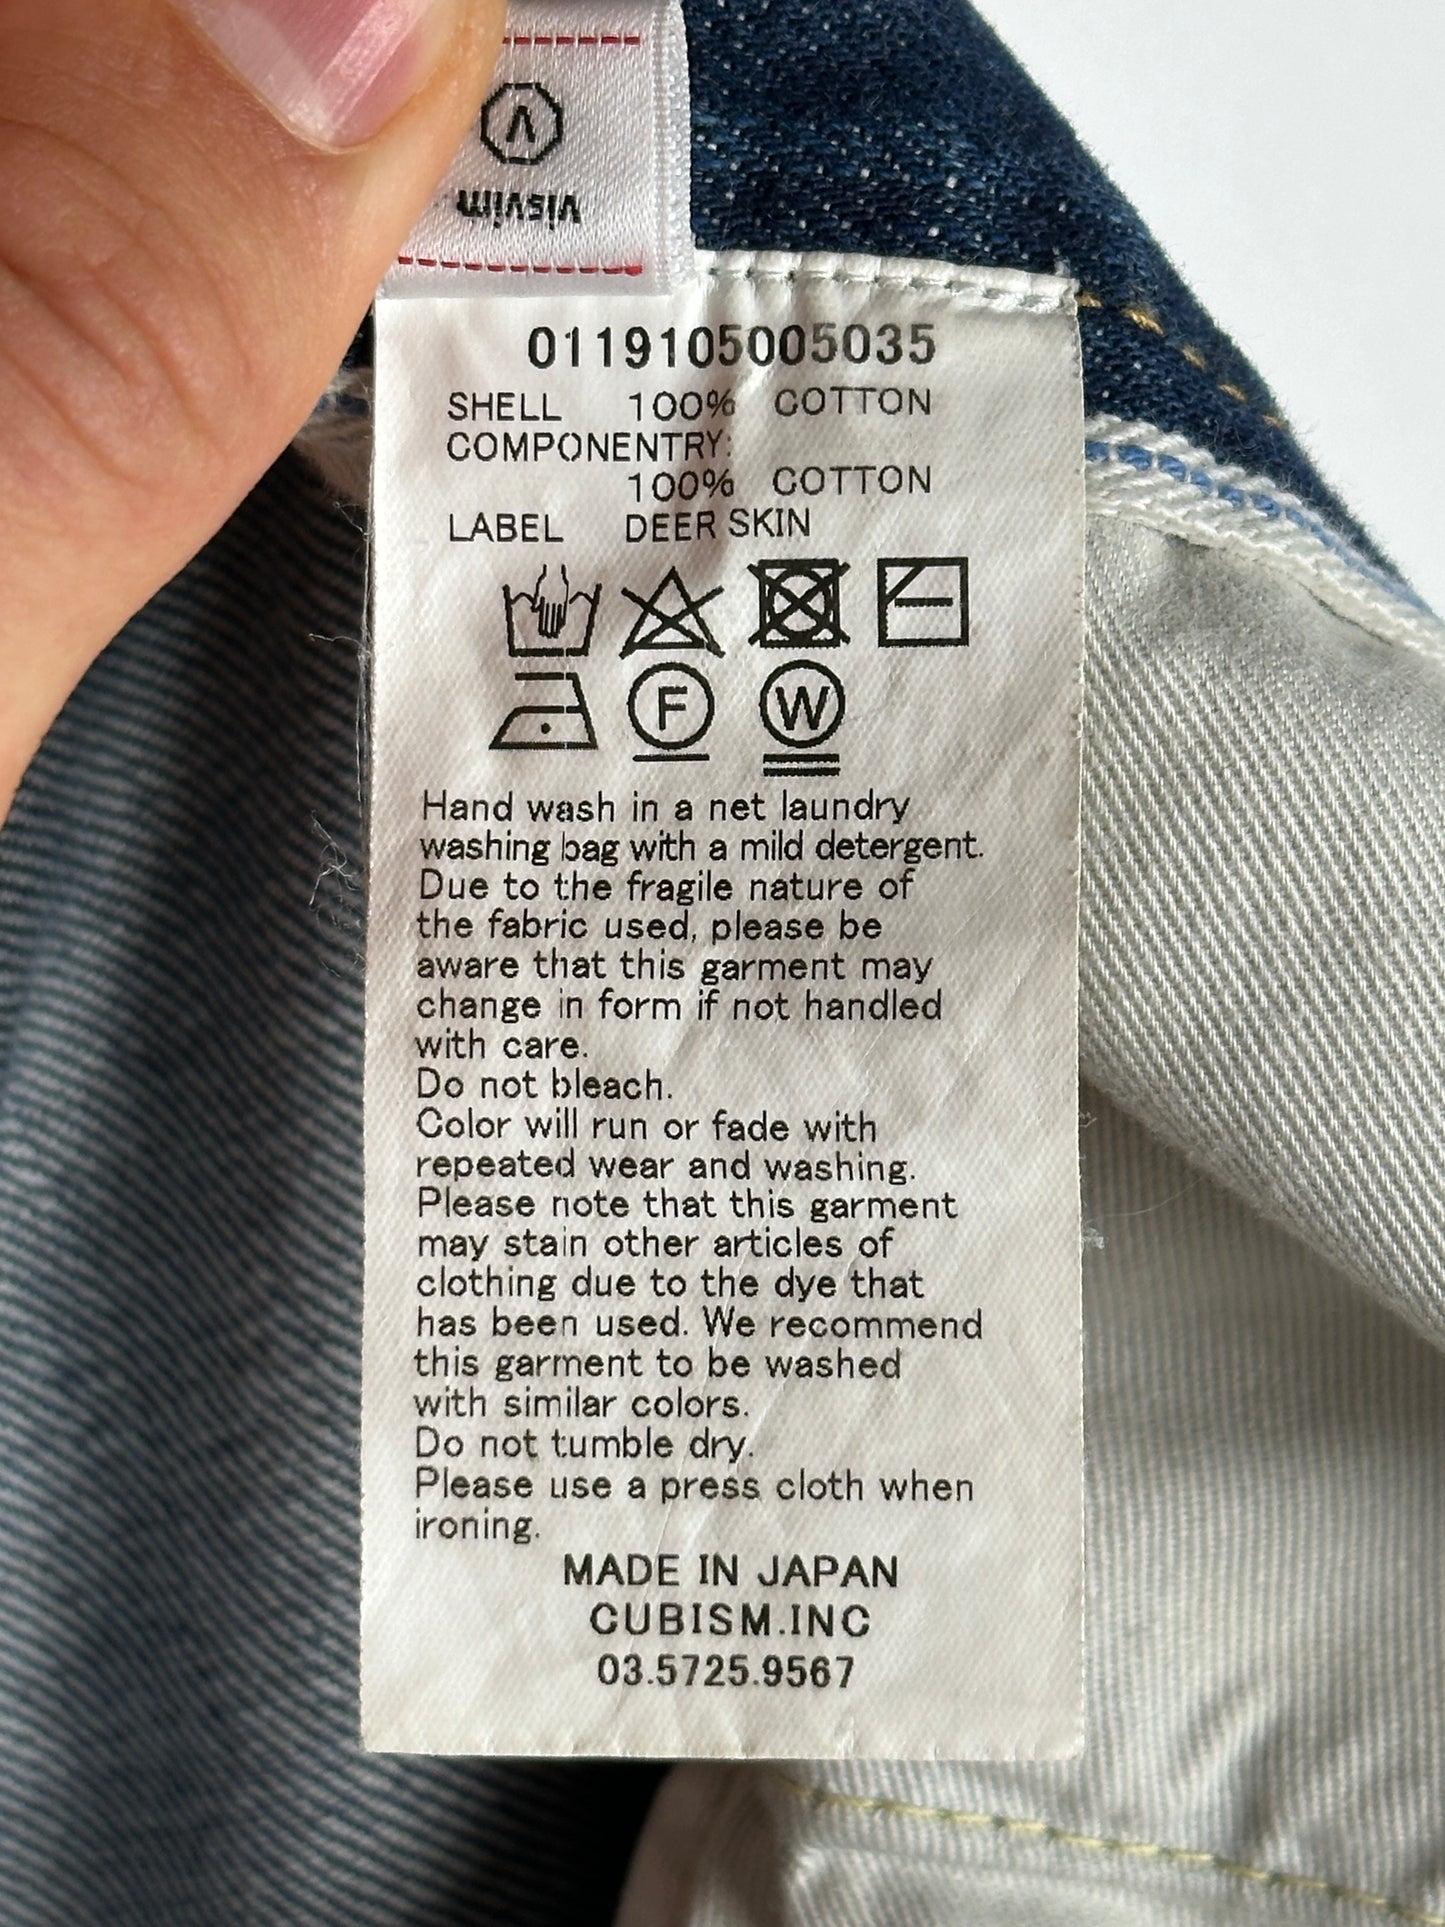 V
visvim
0119105005035
SHELL 100% COTTON
COMPONENTRY:
100% COTTON
LABEL DEER SKIN
F W
Hand wash in a net laundry
washing bag with a mild detergent.
Due to the fragile nature of
the fabric used, please be
aware that this garment may
change in form if not handled
with care.
Do not bleach.
Color will run or fade with
repeated wear and washing.
Please note that this garment
may stain other articles of
clothing due to the dye that
has been used. We recommend
this garment to be washed
with similar colors.
Do not tumble dry.
Please use a press cloth when
ironing.
MADE IN JAPAN
CUBISM.INC
03.5725.9567